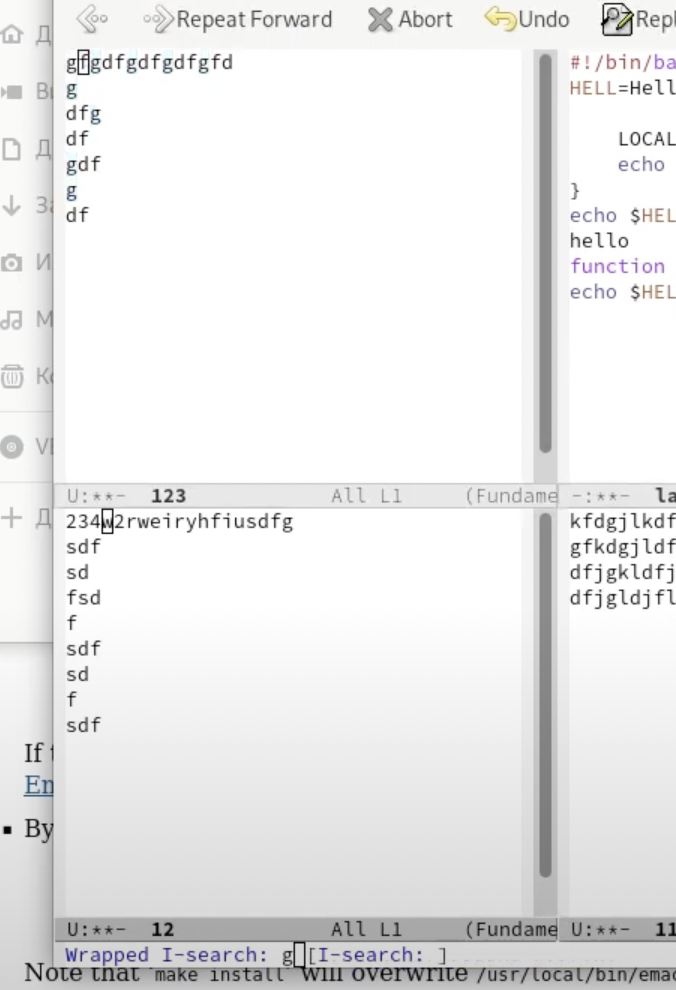 Repeat Forward Abort Undo
gfgdfgdfgdfgfd
g
dfg
df
gdf
g
df
U:**- 123 All L1 (Fundame
#!/bin/ba
HELL=Hell
LOCAL
echo
}
echo $HEL
hello
function
echo $HEL
-:**- la
234w2rweiryhfiusdfg
sdf
sd
fsd
f
sdf
sd
f
sdf
U:**- 12 All L1 (Fundame
kfdgjlkdf
gfkdgjldf
dfjgkldfj
dfjgldjfl
U:**- 11
Wrapped I-search: g [I-search: ]
If
En
By
Note that make install will overwrite /usr/local/bin/emac